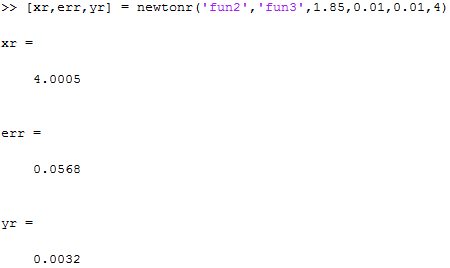 >> [xr,err,yr] = newtonr('fun2','fun3',1.85,0.01,0.01,4)
xr =
4.0005
err =
0.0568
yr =
0.0032